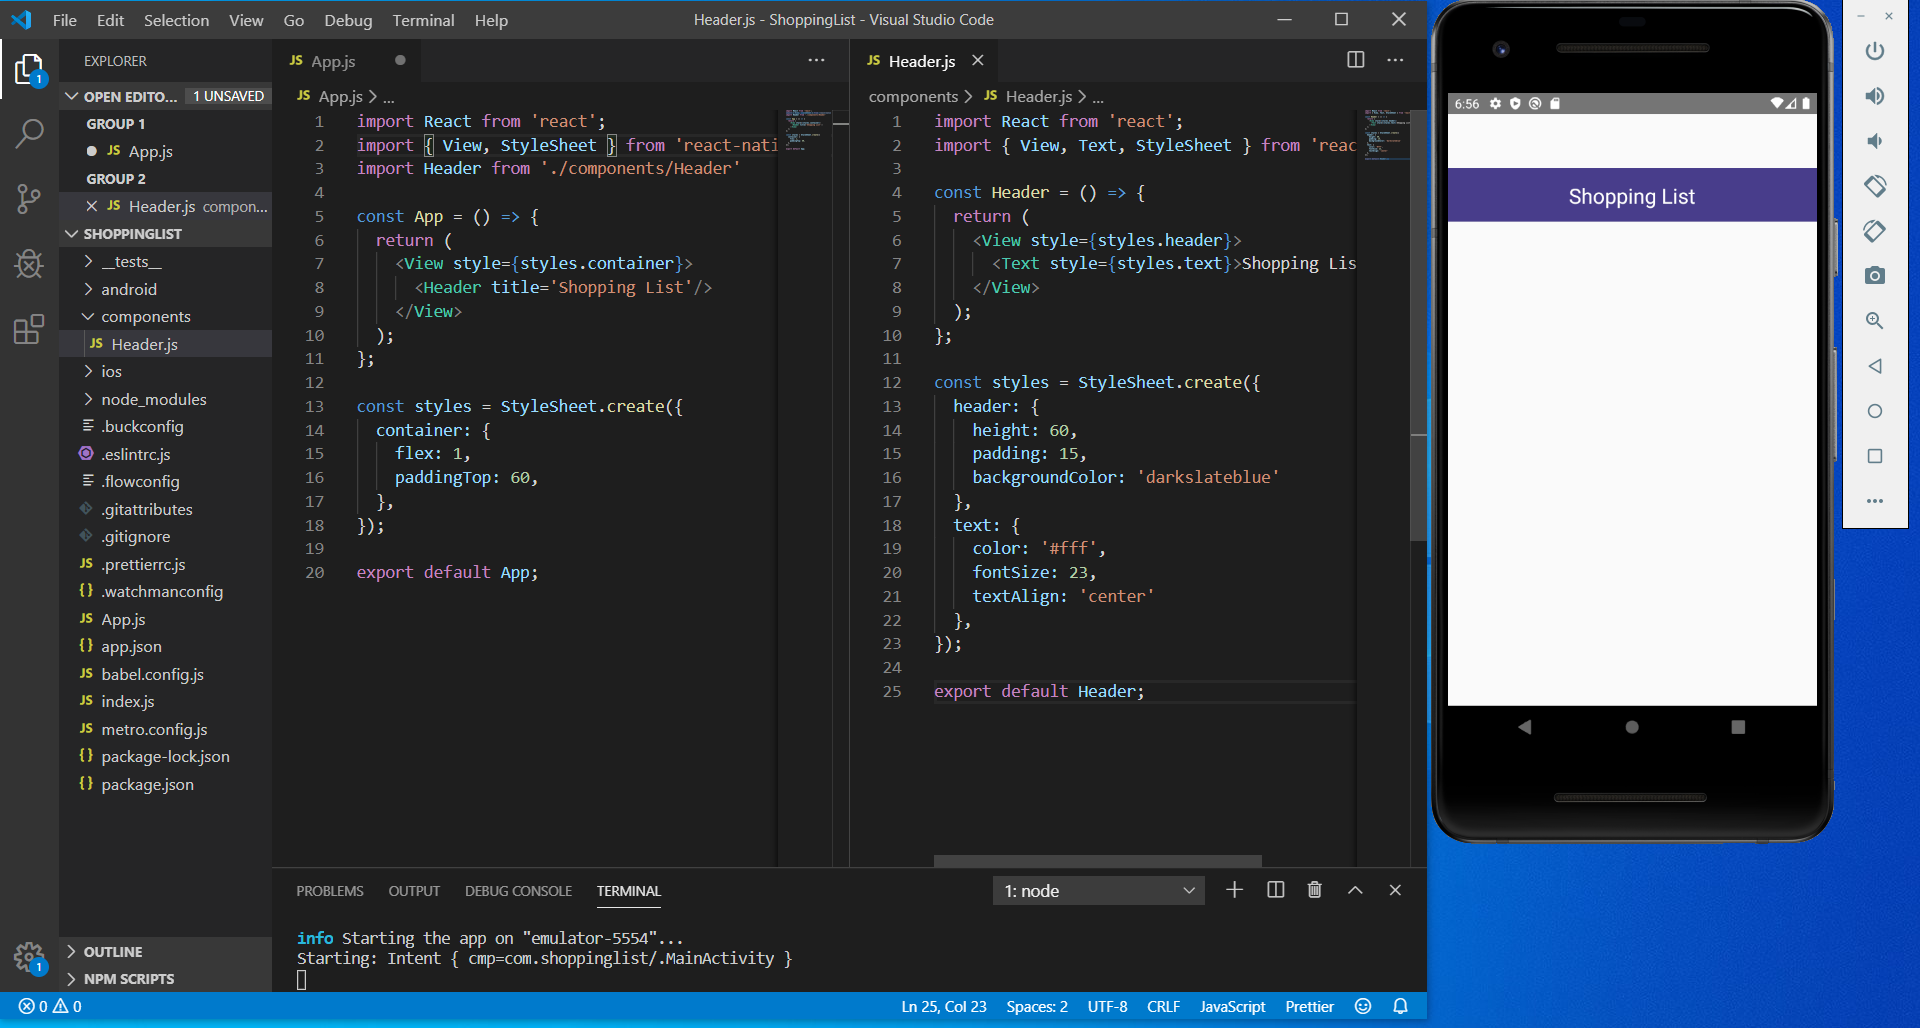 File Edit Selection View Go Debug Terminal Help
Header.js - ShoppingList - Visual Studio Code
EXPLORER
OPEN EDITO... 1 UNSAVED
GROUP 1
JS App.js
GROUP 2
JS Header.js compon...
SHOPPINGLIST
__tests__
android
components
JS Header.js
ios
node_modules
.buckconfig
.eslintrc.js
.flowconfig
.gitattributes
.gitignore
JS .prettierrc.js
{} .watchmanconfig
JS App.js
{} app.json
JS babel.config.js
JS index.js
JS metro.config.js
{} package-lock.json
{} package.json
OUTLINE
NPM SCRIPTS
1
1
JS App.js
JS App.js > ...
1 import React from 'react';
2 import { View, StyleSheet } from 'react-nati
3 import Header from './components/Header'
4
5 const App = () => {
6 return (
7 <View style={styles.container}>
8 <Header title='Shopping List'/>
9 </View>
10 );
11 };
12
13 const styles = StyleSheet.create({
14 container: {
15 flex: 1,
16 paddingTop: 60,
17 },
18 });
19
20 export default App;
JS Header.js
components > JS Header.js > ...
1 import React from 'react';
2 import { View, Text, StyleSheet } from 'reac
3
4 const Header = () => {
5 return (
6 <View style={styles.header}>
7 <Text style={styles.text}>Shopping Lis
8 </View>
9 );
10 };
11
12 const styles = StyleSheet.create({
13 header: {
14 height: 60,
15 padding: 15,
16 backgroundColor: 'darkslateblue'
17 },
18 text: {
19 color: '#fff',
20 fontSize: 23,
21 textAlign: 'center'
22 },
23 });
24
25 export default Header;
PROBLEMS OUTPUT DEBUG CONSOLE TERMINAL
1: node
info Starting the app on "emulator-5554"...
Starting: Intent { cmp=com.shoppinglist/.MainActivity }
0 0
Ln 25, Col 23 Spaces: 2 UTF-8 CRLF JavaScript Prettier
6:56
Shopping List